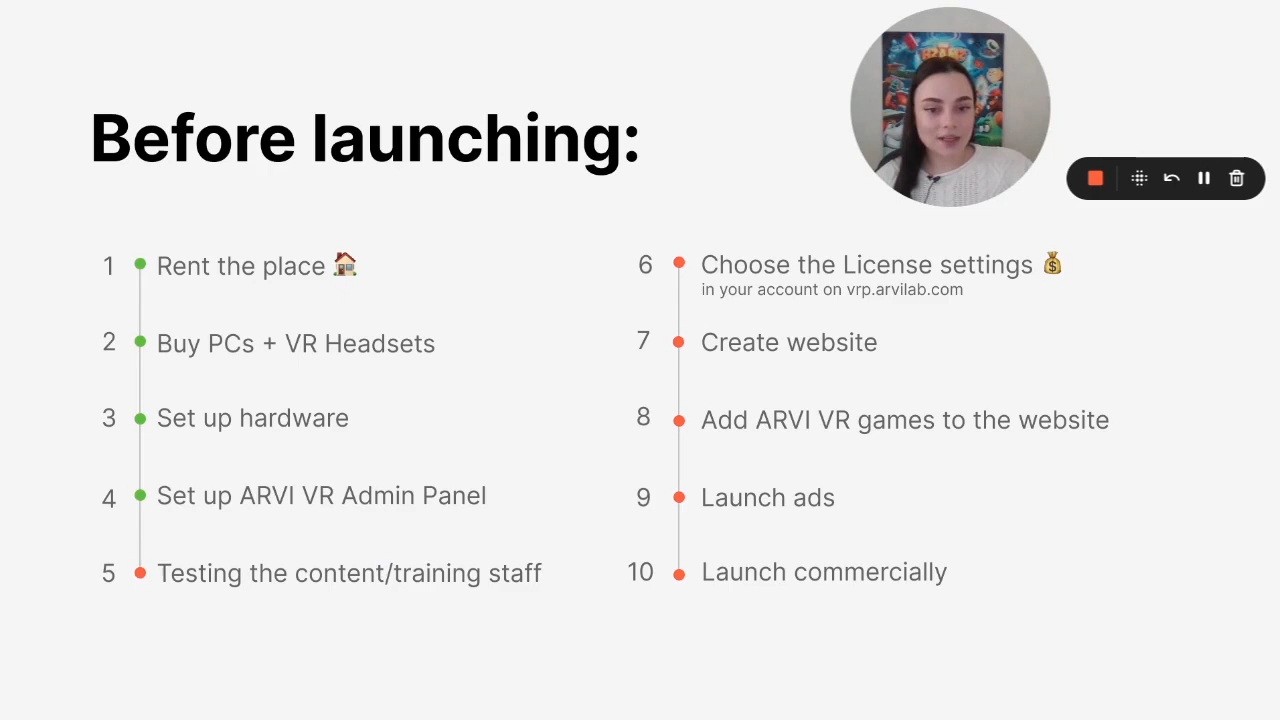 Before launching:
1 Rent the place 🏠
2 Buy PCs + VR Headsets
3 Set up hardware
4 Set up ARVI VR Admin Panel
5 Testing the content/training staff
6 Choose the License settings 💰
in your account on vrp.arvilab.com
7 Create website
8 Add ARVI VR games to the website
9 Launch ads
10 Launch commercially